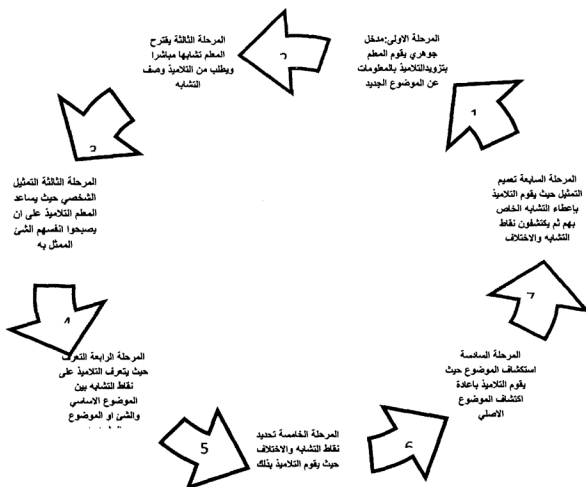 المرحلة الاولى:مدخل
جوهري يقوم المعلم
بتزويدالتلاميذ بالمعلومات
عن الموضوع الجديد
1
المرحلة الثالثة يقترح
المعلم تشابها مباشرا
ويطلب من التلاميذ وصف
التشابه
المرحلة الثالثة التمثيل
الشخصي حيث يساعد
المعلم التلاميذ على ان
يصبحوا انفسهم الشئ
الممثل به
المرحلة الرابعة التعرف
حيث يتعرف التلاميذ على
نقاط التشابه بين
الموضوع الاساسي
والشئ او الموضوع
5
المرحلة الخامسة تحديد
نقاط التشابه والاختلاف
حيث يقوم التلاميذ بذلك
6
المرحلة السادسة
استكشاف الموضوع حيث
يقوم التلاميذ باعادة
اكتشاف الموضوع
الاصلي
المرحلة السابعة تعميم
التمثيل حيث يقوم التلاميذ
بإعطاء التشابه الخاص
بهم ثم يكتشفون نقاط
التشابه والاختلاف